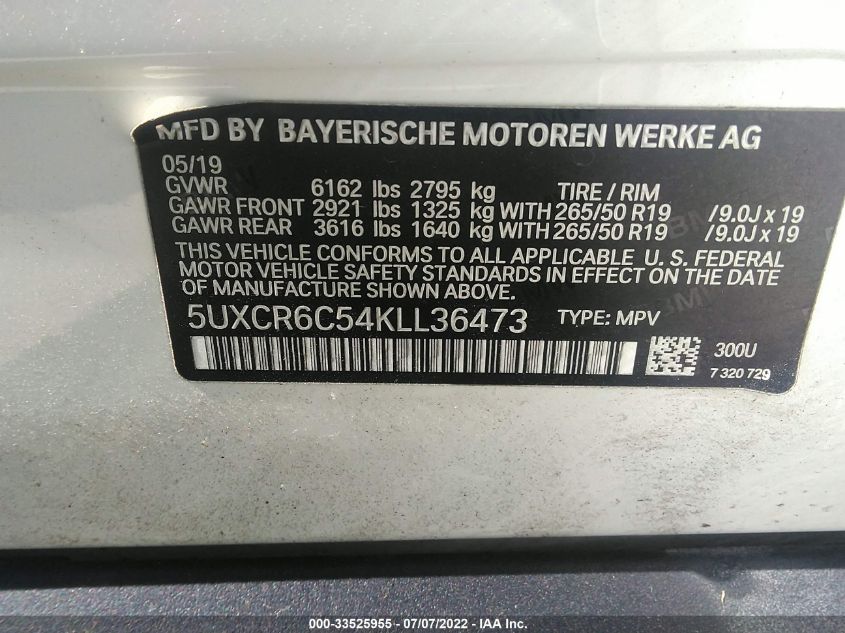 MFD BY BAYERISCHE MOTOREN WERKE AG
05/19
GVWR 6162 lbs 2795 kg TIRE / RIM
GAWR FRONT 2921 lbs 1325 kg WITH 265/50 R19 /9.0J x 19
GAWR REAR 3616 lbs 1640 kg WITH 265/50 R19 /9.0J x 19
THIS VEHICLE CONFORMS TO ALL APPLICABLE U. S. FEDERAL
MOTOR VEHICLE SAFETY STANDARDS IN EFFECT ON THE DATE
OF MANUFACTURE SHOWN ABOVE.
5UXCR6C54KLL36473 TYPE: MPV
300U
7 320 729
000-33525955 - 07/07/2022 - © IAA Inc.